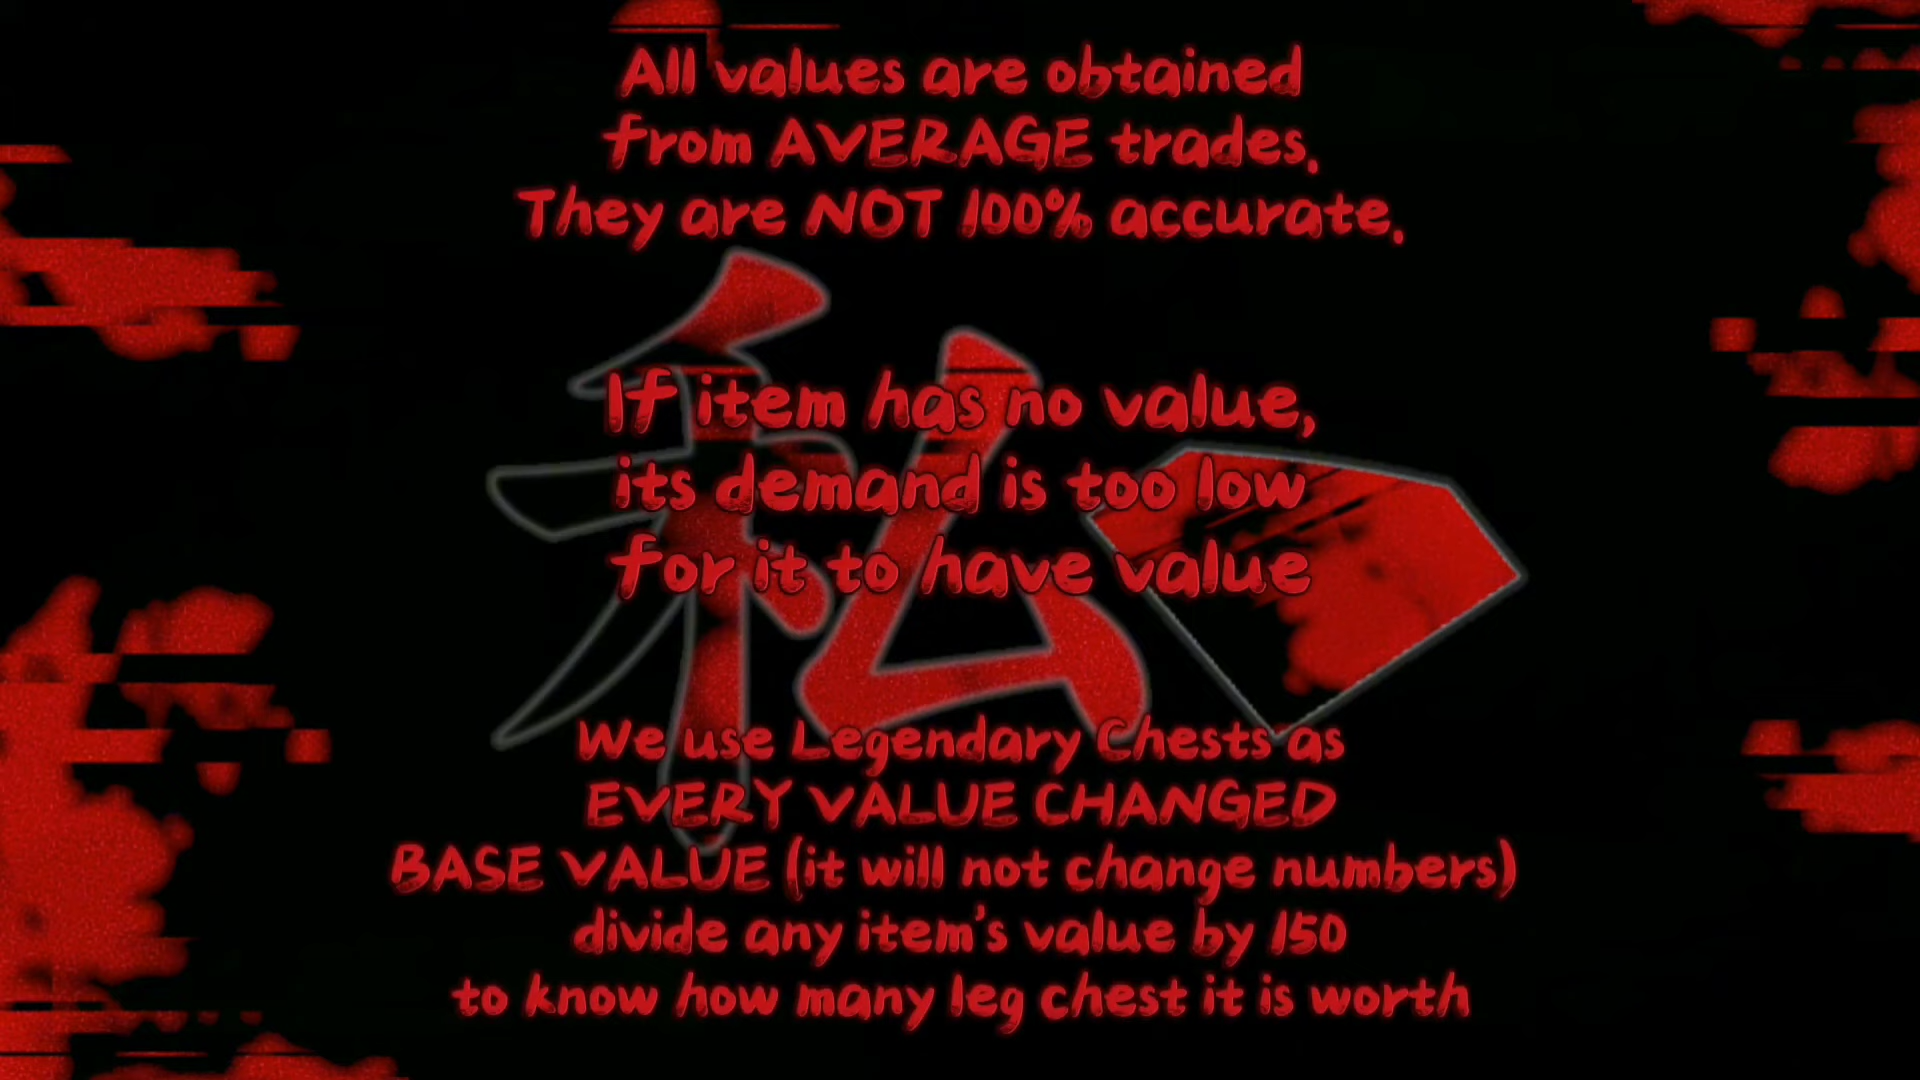 All values are obtained
from AVERAGE trades.
They are NOT 100% accurate.
私
If item has no value,
its demand is too low
for it to have value
We use Legendary Chests as
EVERY VALUE CHANGED
BASE VALUE (it will not change numbers)
divide any item's value by 150
to know how many leg chest it is worth